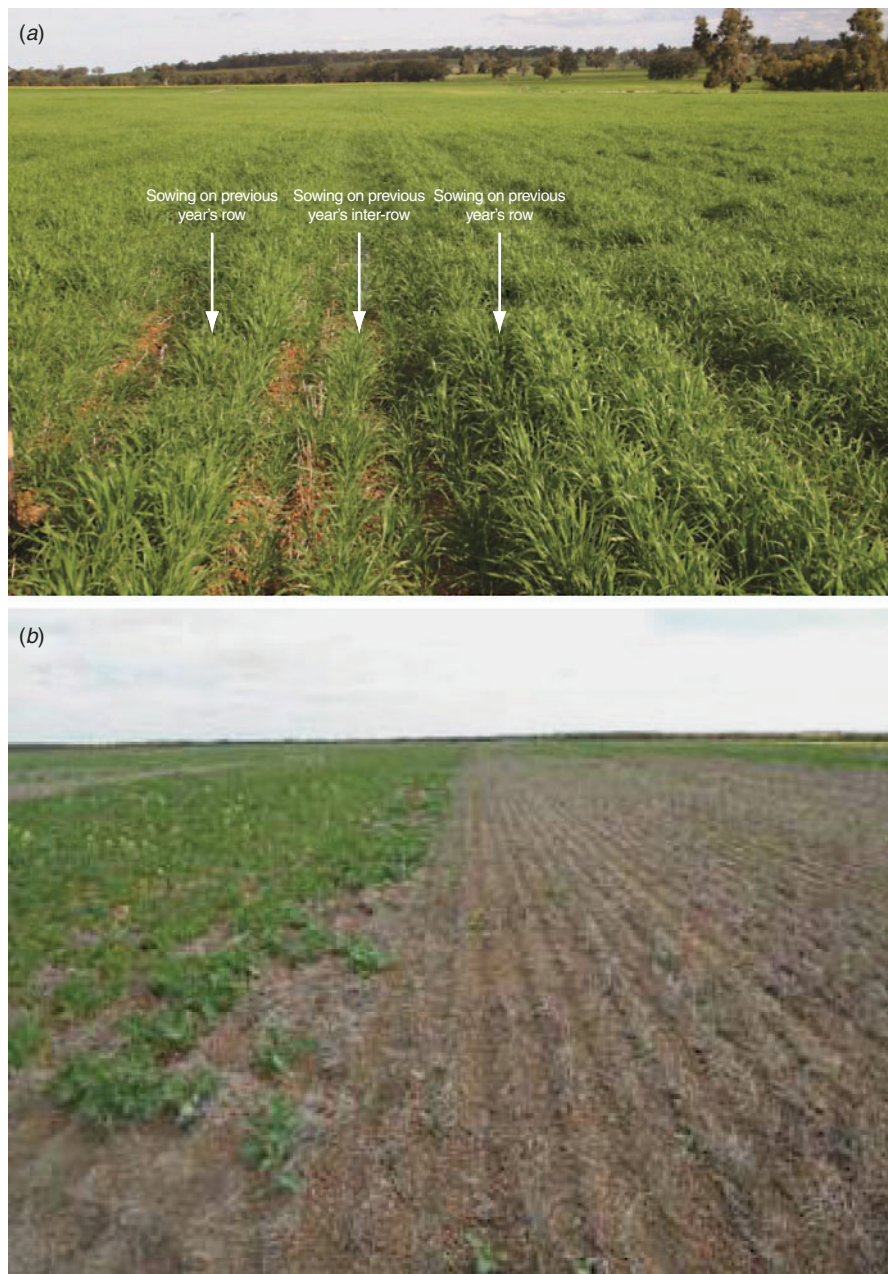 (a)
Sowing on previous
year's row
Sowing on previous
year's inter-row
Sowing on previous
year's row
(b)